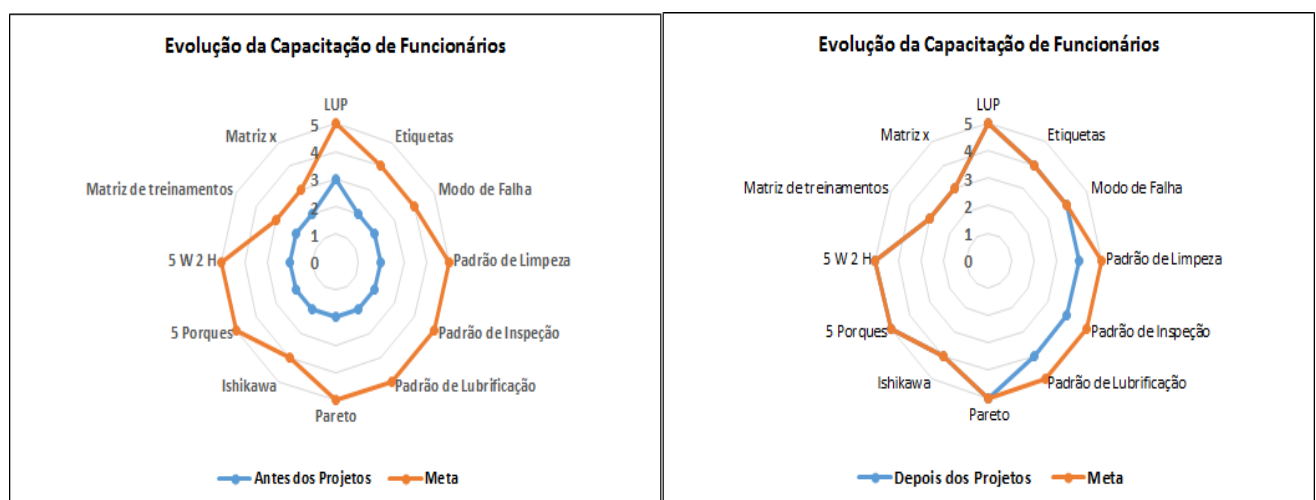 Evolução da Capacitação de Funcionários
LUP
Etiquetas
Modo de Falha
Padrão de Limpeza
Padrão de Inspeção
Padrão de Lubrificação
Pareto
Ishikawa
5 Porques
5 W 2 H
Matriz de treinamentos
Matriz x
5
4
3
2
1
0
Antes dos Projetos
Meta
Evolução da Capacitação de Funcionários
LUP
Etiquetas
Modo de Falha
Padrão de Limpeza
Padrão de Inspeção
Padrão de Lubrificação
Pareto
Ishikawa
5 Porques
5 W 2 H
Matriz de treinamentos
Matriz x
5
4
3
2
1
0
Depois dos Projetos
Meta